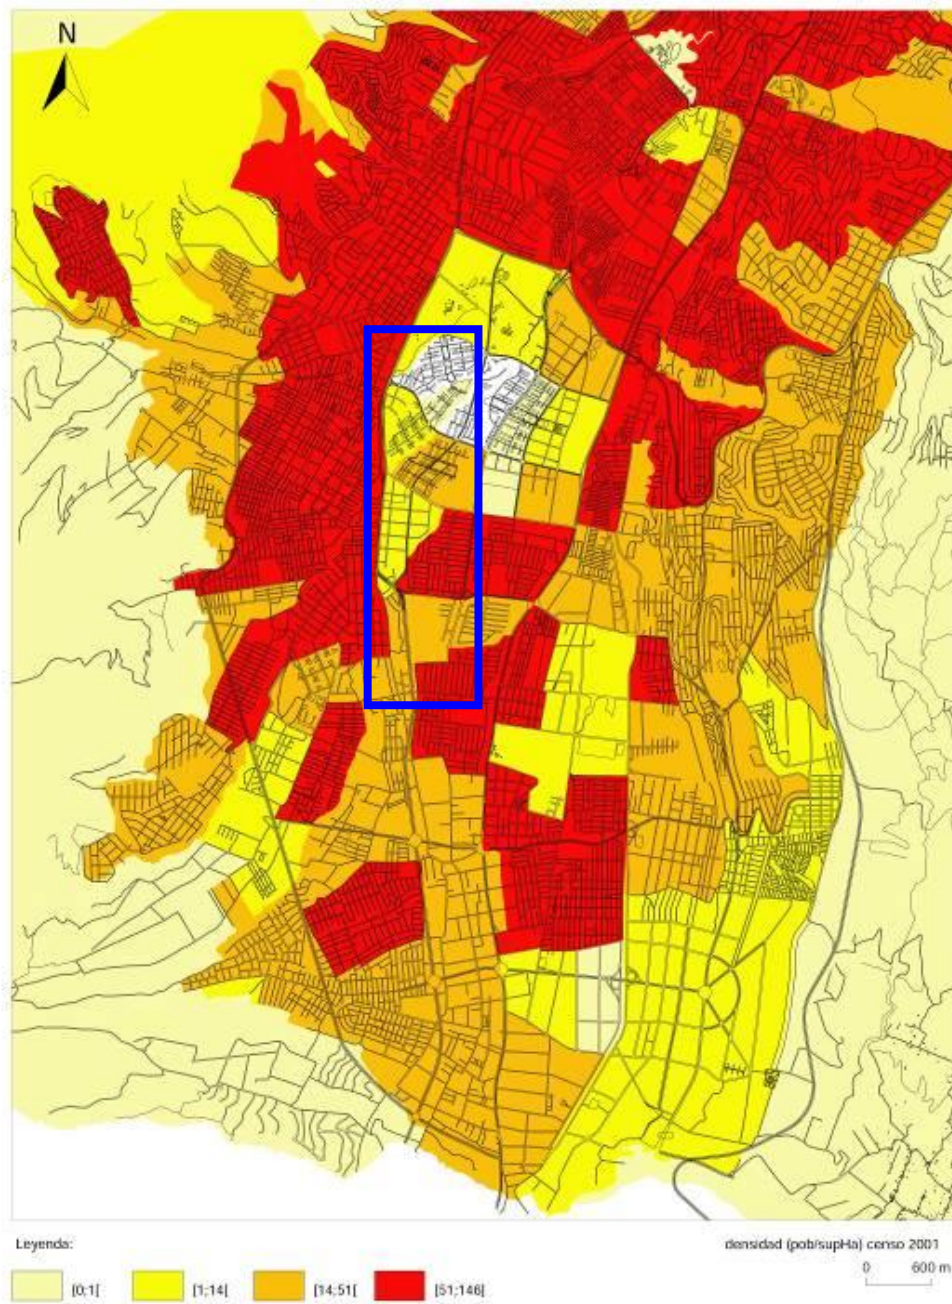 N
Leyenda:
densidad (pob/supHa) censo 2001
0 600 m
[0;1[ [1;14[ [14;51[ [51;146[